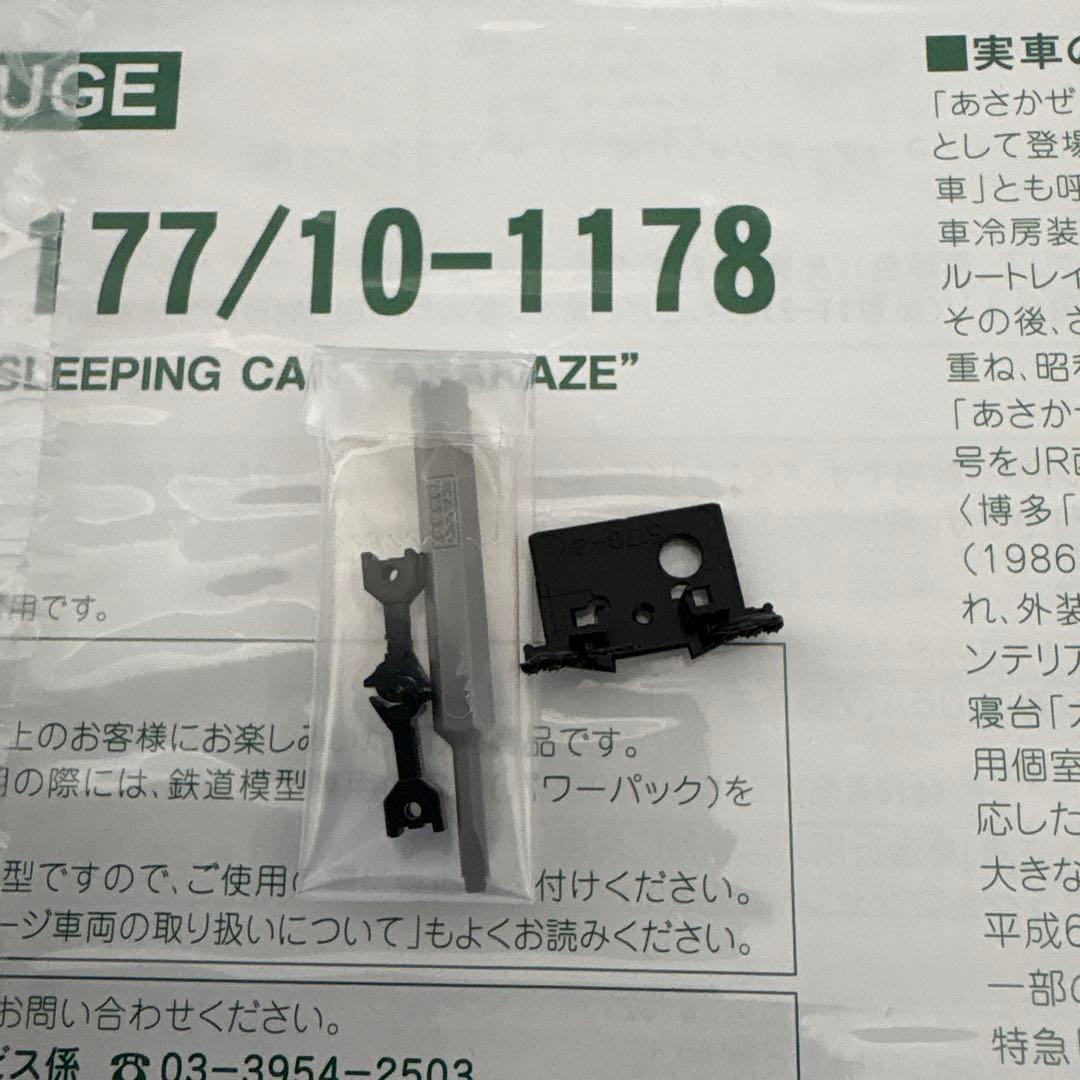 UGE
177/10-1178
SLEEPING CA AZE”
用です。
上のお客様にお楽し 品です。
の際には、鉄道模型 用 ワーパック)を
型ですので、ご使用 付けください。
ージ車両の取り扱いについて」もよくお読みください。
お問い合わせください。
ビス係 ☎03-3954-2503
■実車の
「あさかぜ
として登場
車」とも呼
車冷房装
ルートレイ
その後、さ
重ね、昭和
「あさかぜ
号をJR西
〈博多「
(1986
れ、外装
ンテリア
寝台「
用個室
応した
大きな
平成6
一部の
特急